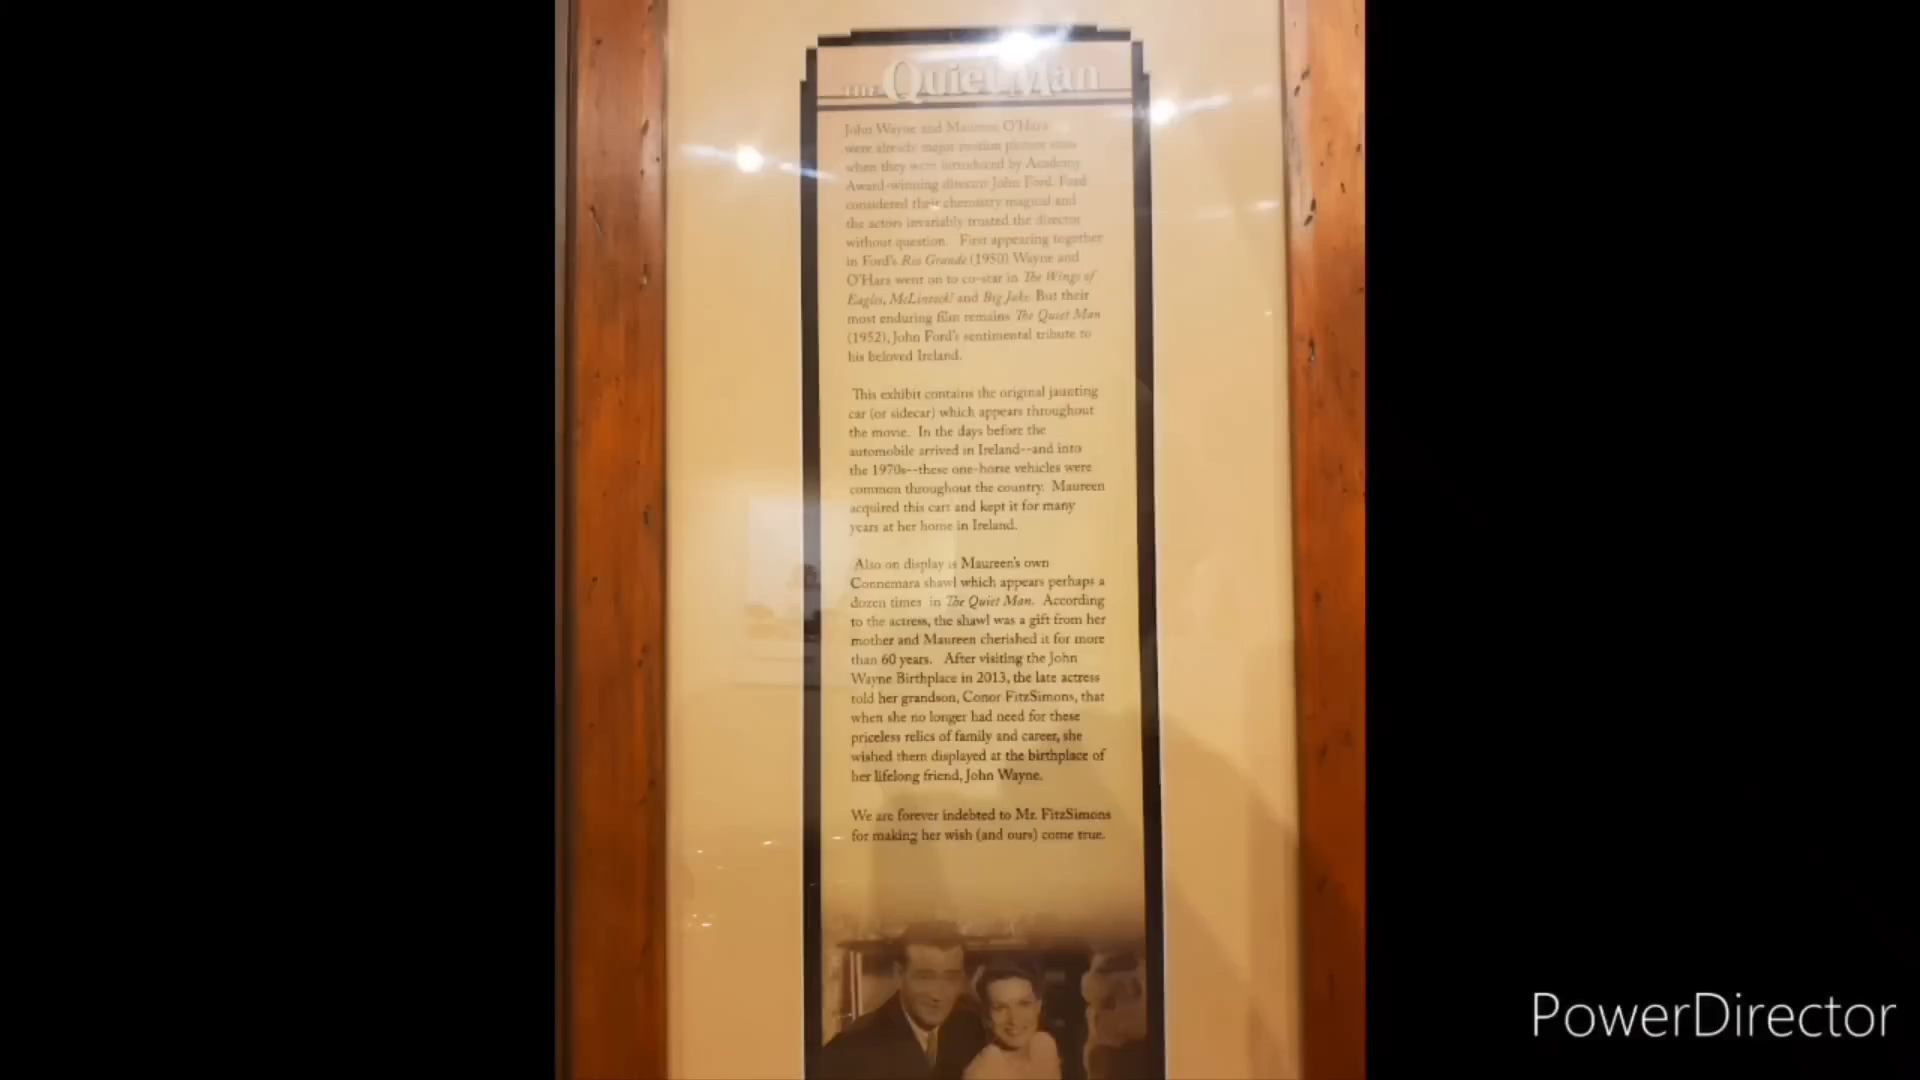 THE Quiet Man
John Wayne and Maureen O'Hara
were already major motion picture stars
when they were introduced by Academy
Award-winning director John Ford. Ford
considered their chemistry magical and
the actors invariably trusted the director
without question. First appearing together
in Ford's Rio Grande (1950) Wayne and
O'Hara went on to co-star in The Wings of
Eagles, McLintock! and Big Jake. But their
most enduring film remains The Quiet Man
(1952), John Ford's sentimental tribute to
his beloved Ireland.
This exhibit contains the original jaunting
car (or sidecar) which appears throughout
the movie. In the days before the
automobile arrived in Ireland--and into
the 1970s--these one-horse vehicles were
common throughout the country. Maureen
acquired this cart and kept it for many
years at her home in Ireland.
Also on display is Maureen's own
Connemara shawl which appears perhaps a
dozen times in The Quiet Man. According
to the actress, the shawl was a gift from her
mother and Maureen cherished it for more
than 60 years. After visiting the John
Wayne Birthplace in 2013, the late actress
told her grandson, Conor FitzSimons, that
when she no longer had need for these
priceless relics of family and career, she
wished them displayed at the birthplace of
her lifelong friend, John Wayne.
We are forever indebted to Mr. FitzSimons
for making her wish (and ours) come true.
PowerDirector